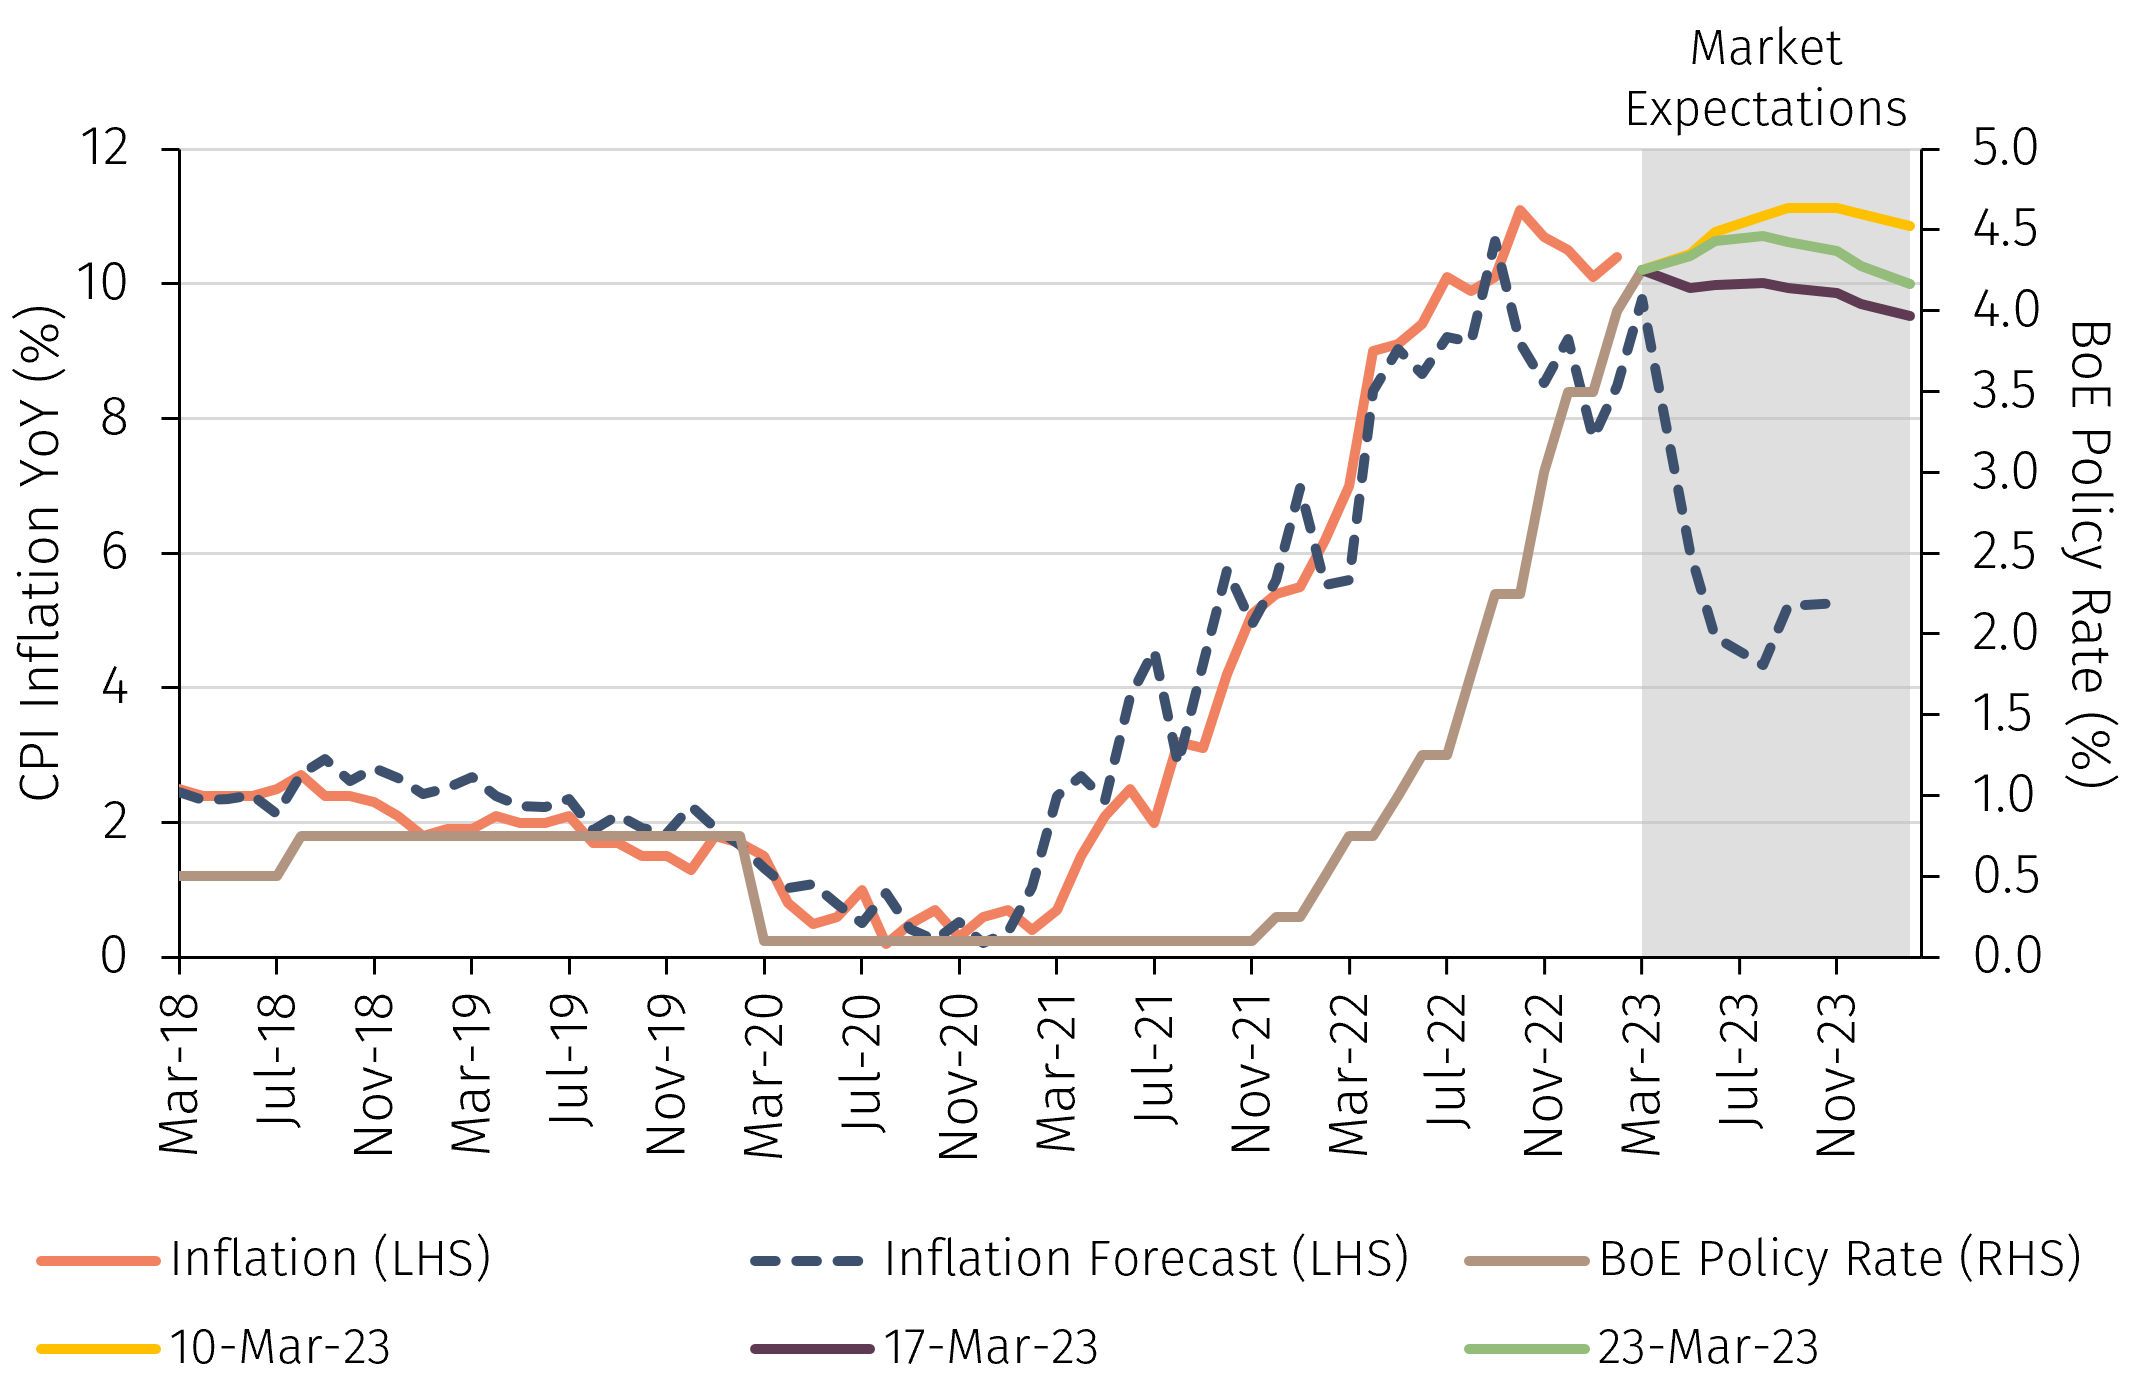 Market
Expectations
12
10
8
6
4
2
0
CPI Inflation YoY (%)
5.0
4.5
4.0
3.5
3.0
2.5
2.0
1.5
1.0
0.5
0.0
BoE Policy Rate (%)
Mar-18
Jul-18
Nov-18
Mar-19
Jul-19
Nov-19
Mar-20
Jul-20
Nov-20
Mar-21
Jul-21
Nov-21
Mar-22
Jul-22
Nov-22
Mar-23
Jul-23
Nov-23
Inflation (LHS)
Inflation Forecast (LHS)
BoE Policy Rate (RHS)
10-Mar-23
17-Mar-23
23-Mar-23